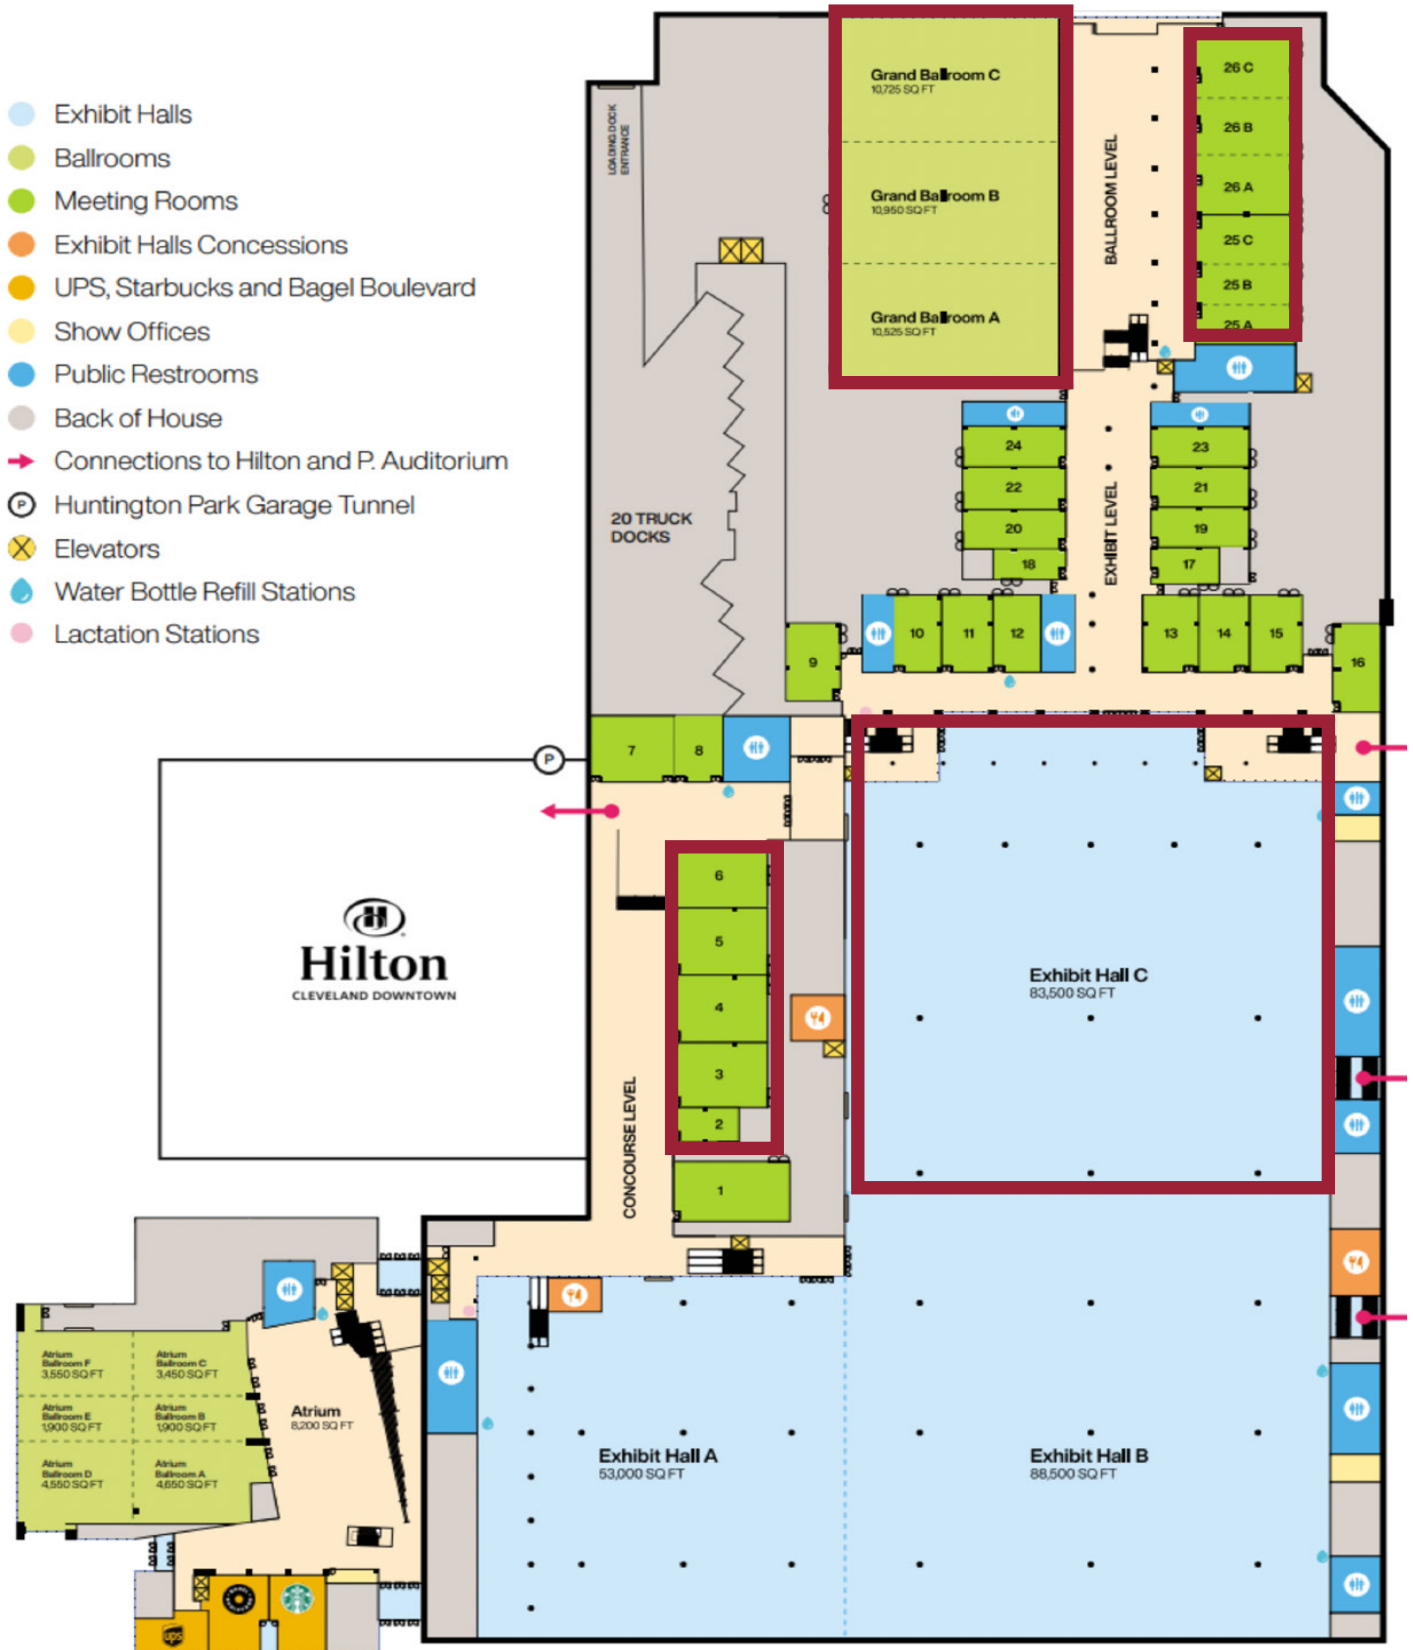 Exhibit Halls
Ballrooms
Meeting Rooms
Exhibit Halls Concessions
UPS, Starbucks and Bagel Boulevard
Show Offices
Public Restrooms
Back of House
Connections to Hilton and P. Auditorium
P
Huntington Park Garage Tunnel
Elevators
Water Bottle Refill Stations
Lactation Stations
LOADING DOCK
ENTRANCE
Grand Ballroom C
10,725 SQ FT
Grand Ballroom B
10,950 SQ FT
Grand Ballroom A
10,525 SQ FT
BALLROOM LEVEL
26 C
26 B
26 A
25 C
25 B
25 A
24
22
20
18
23
21
19
17
EXHIBIT LEVEL
20 TRUCK
DOCKS
9
10
11
12
13
14
15
16
7
8
P
H
Hilton
CLEVELAND DOWNTOWN
6
5
4
3
2
1
CONCOURSE LEVEL
Exhibit Hall C
83,500 SQ FT
Atrium
Ballroom F
3,550 SQ FT
Atrium
Ballroom C
3,450 SQ FT
Atrium
Ballroom E
1,900 SQ FT
Atrium
Ballroom B
1,900 SQ FT
Atrium
Ballroom D
4,550 SQ FT
Atrium
Ballroom A
4,650 SQ FT
Atrium
8,200 SQ FT
Exhibit Hall A
53,000 SQ FT
Exhibit Hall B
88,500 SQ FT
ups